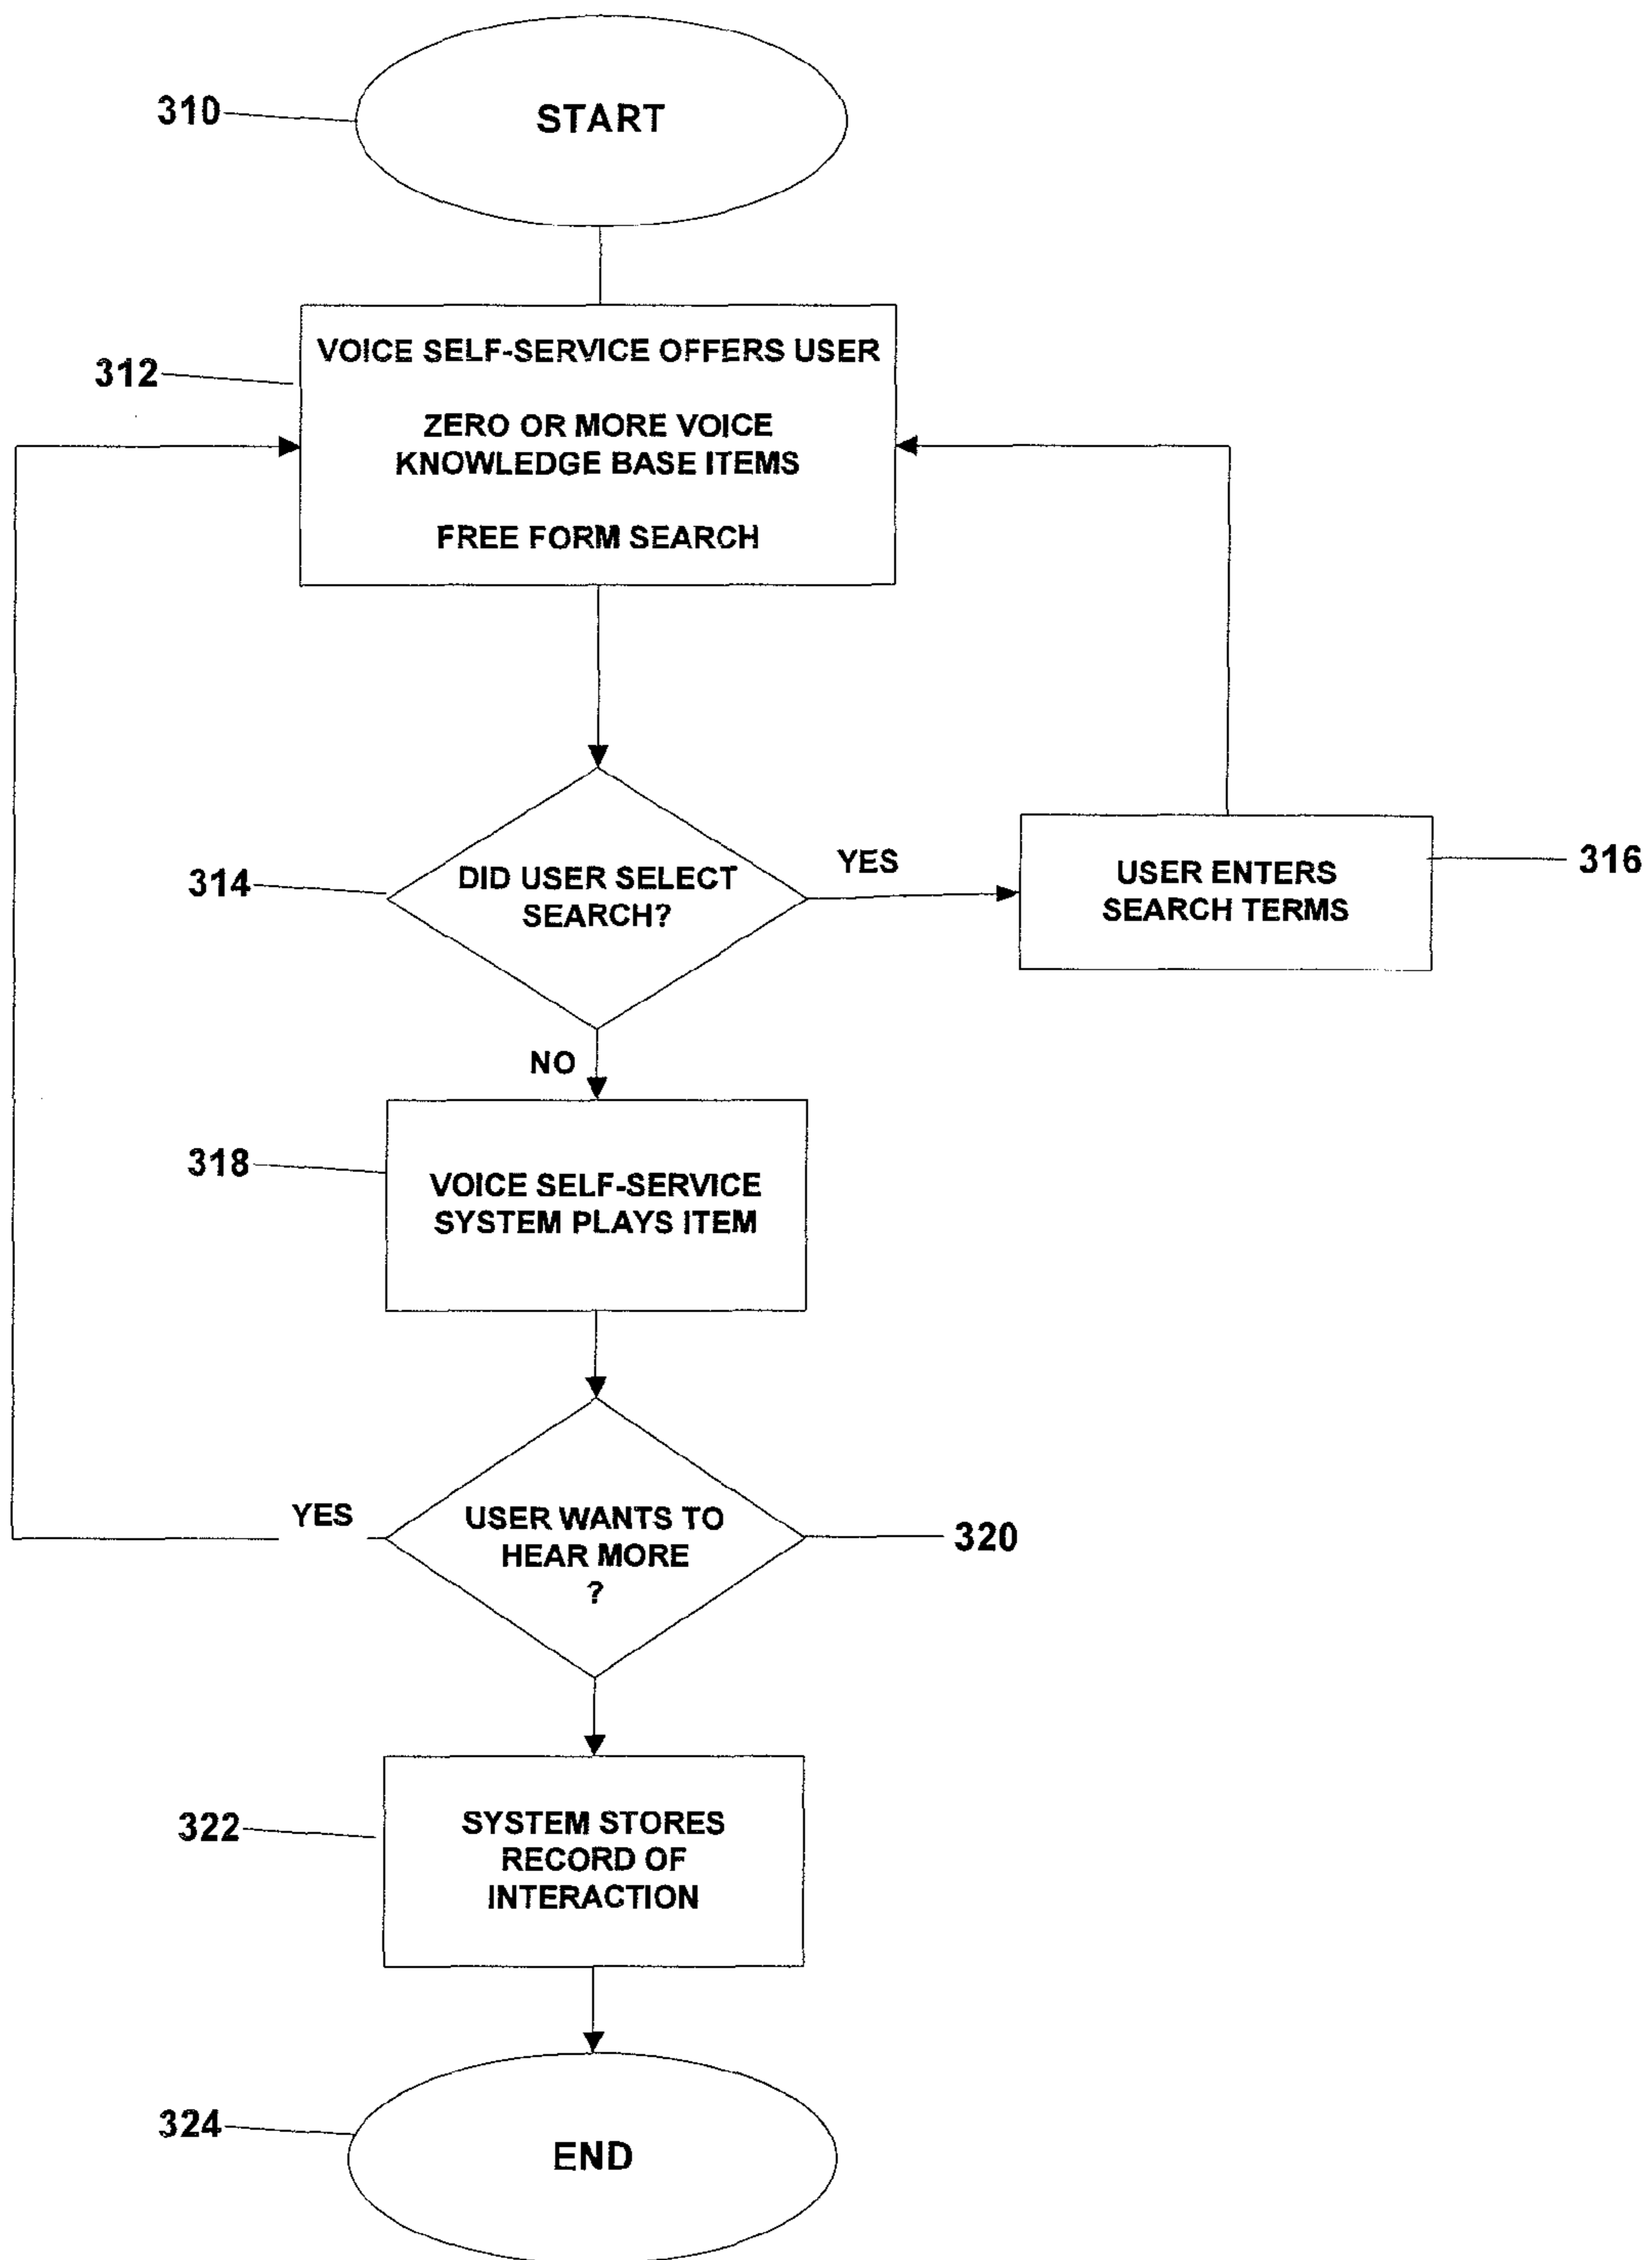 310
START
312
VOICE SELF-SERVICE OFFERS USER
ZERO OR MORE VOICE
KNOWLEDGE BASE ITEMS
FREE FORM SEARCH
314
DID USER SELECT
SEARCH?
YES
USER ENTERS
SEARCH TERMS
316
NO
318
VOICE SELF-SERVICE
SYSTEM PLAYS ITEM
YES
USER WANTS TO
HEAR MORE
?
320
322
SYSTEM STORES
RECORD OF
INTERACTION
324
END